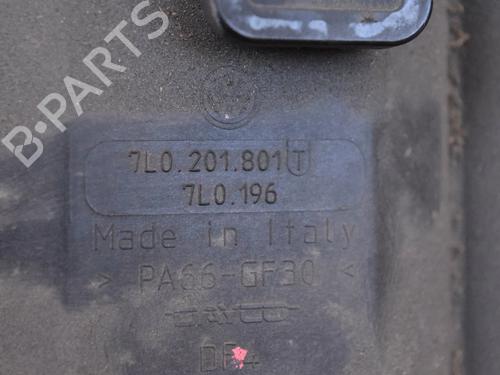 B-PARTS
7L0.201.801 T
7L0.196
Made in Italy
> PA66-GF30 <